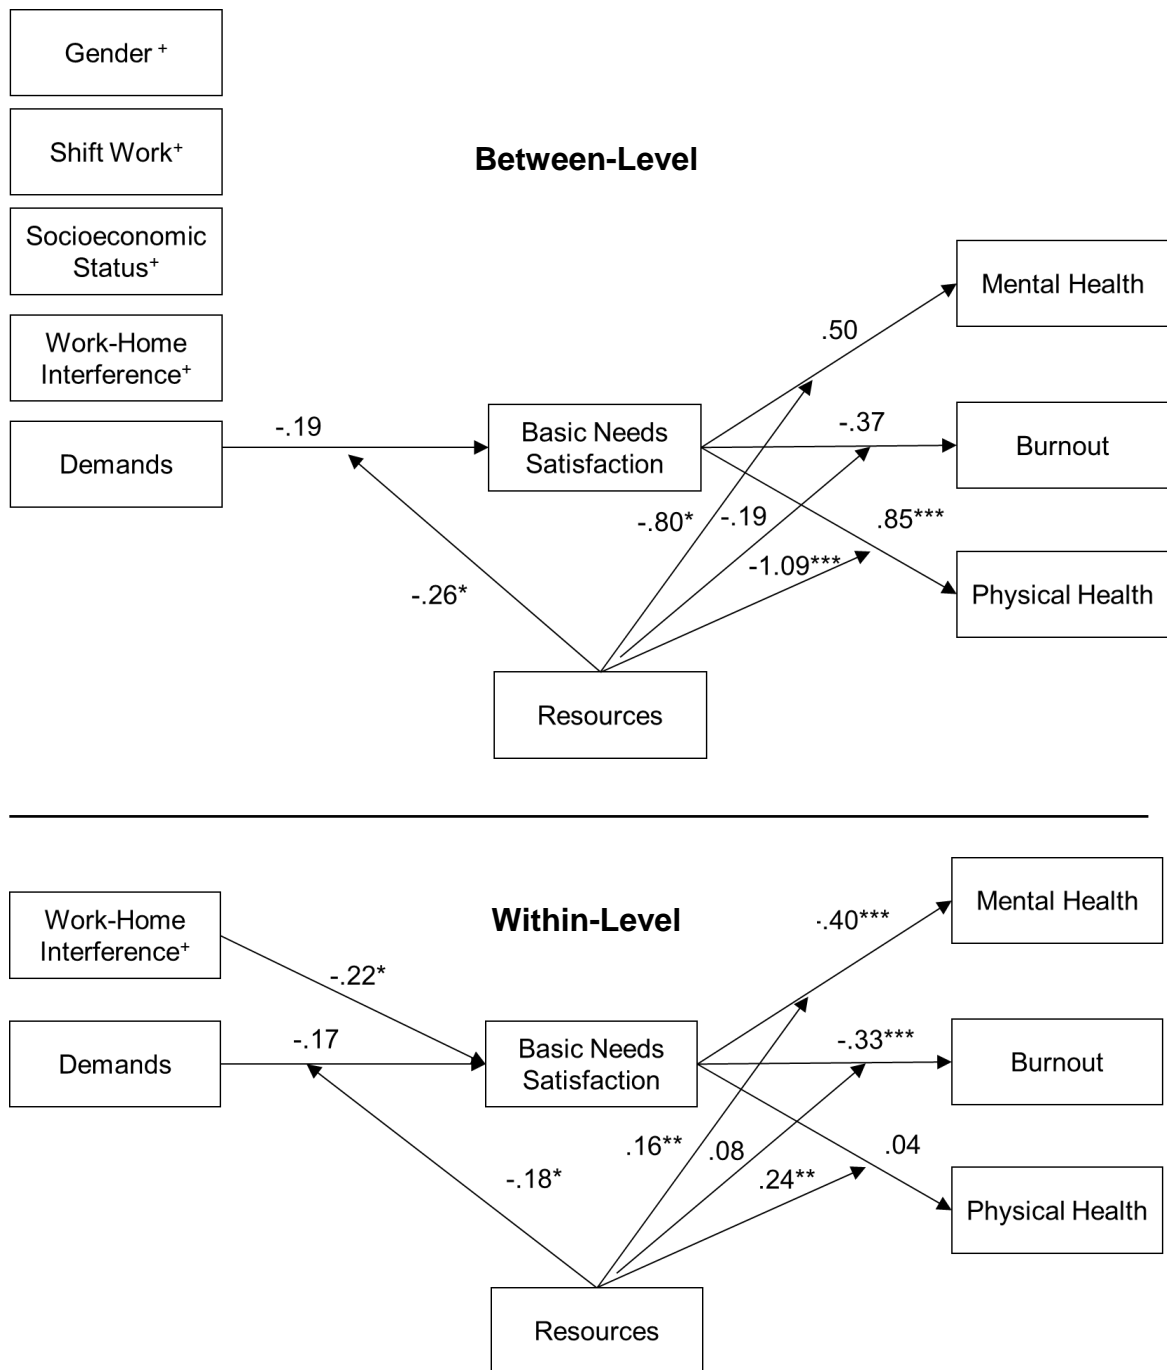 Gender +
Shift Work+
Between-Level
Socioeconomic
Status+
Mental Health
Work-Home
Interference+
.50
Demands
-.19
Basic Needs
Satisfaction
-.37
Burnout
-.80*
-.19
.85***
-1.09***
-.26*
Physical Health
Resources
Work-Home
Interference+
Within-Level
-.40***
Mental Health
-.22*
Demands
-.17
Basic Needs
Satisfaction
-.33***
Burnout
.16**
.08
.04
-.18*
.24**
Physical Health
Resources